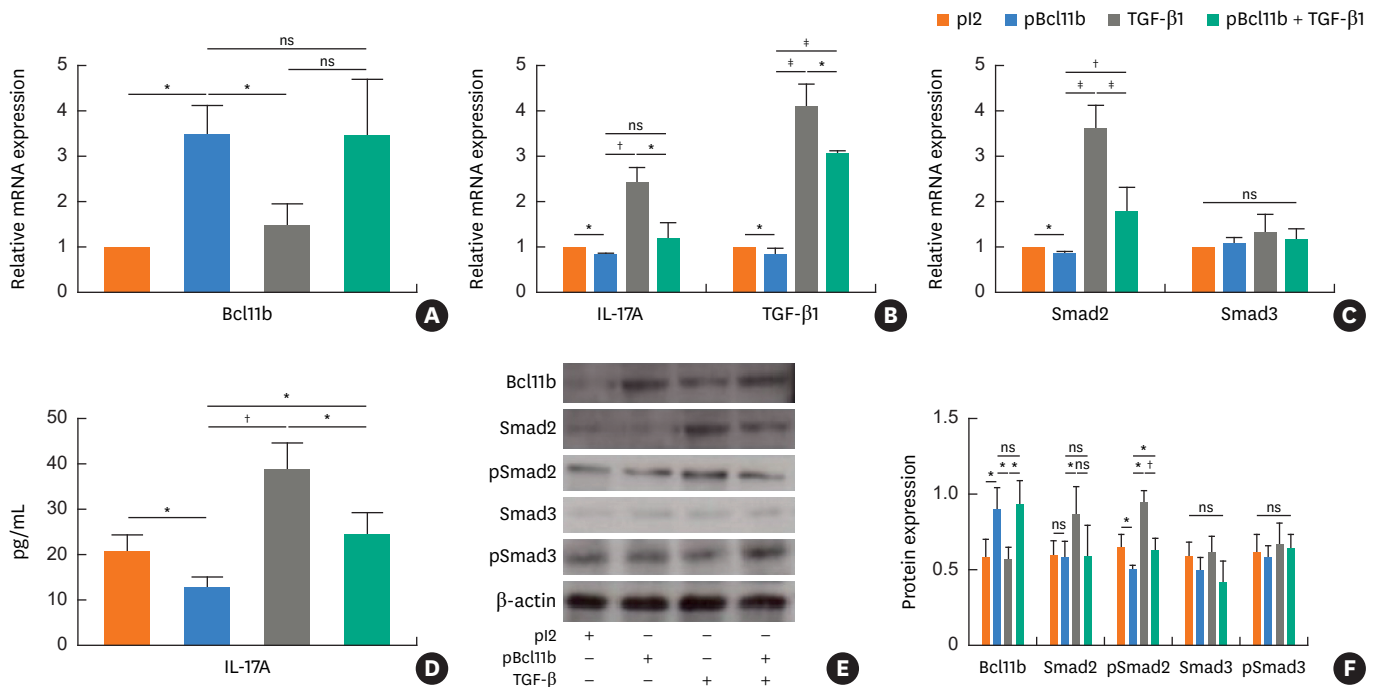 pI2 pBcl11b TGF-β1 pBcl11b + TGF-β1
Relative mRNA expression
5
4
3
2
1
0
* * ns ns
Bcl11b
A
Relative mRNA expression
5
4
3
2
1
0
* † * ns
* ‡ * ‡
IL-17A TGF-β1
B
Relative mRNA expression
5
4
3
2
1
0
* ‡ ‡ †
ns
Smad2 Smad3
C
pg/mL
50
40
30
20
10
0
* † * *
IL-17A
D
Bcl11b
Smad2
pSmad2
Smad3
pSmad3
β-actin
pI2 + – – –
pBcl11b – + – +
TGF-β – – + +
E
Protein expression
1.5
1.0
0.5
0
* * * ns
ns * ns ns
* * † *
ns
ns
Bcl11b Smad2 pSmad2 Smad3 pSmad3
F